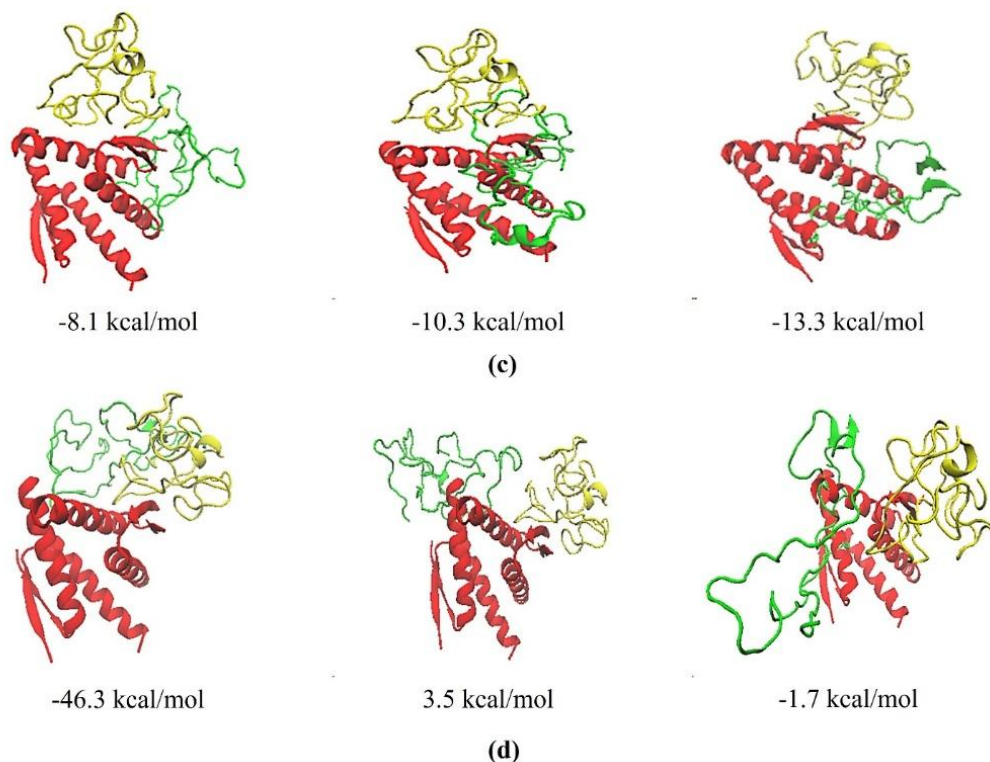 -8.1 kcal/mol
-10.3 kcal/mol
-13.3 kcal/mol
(c)
-46.3 kcal/mol
3.5 kcal/mol
-1.7 kcal/mol
(d)